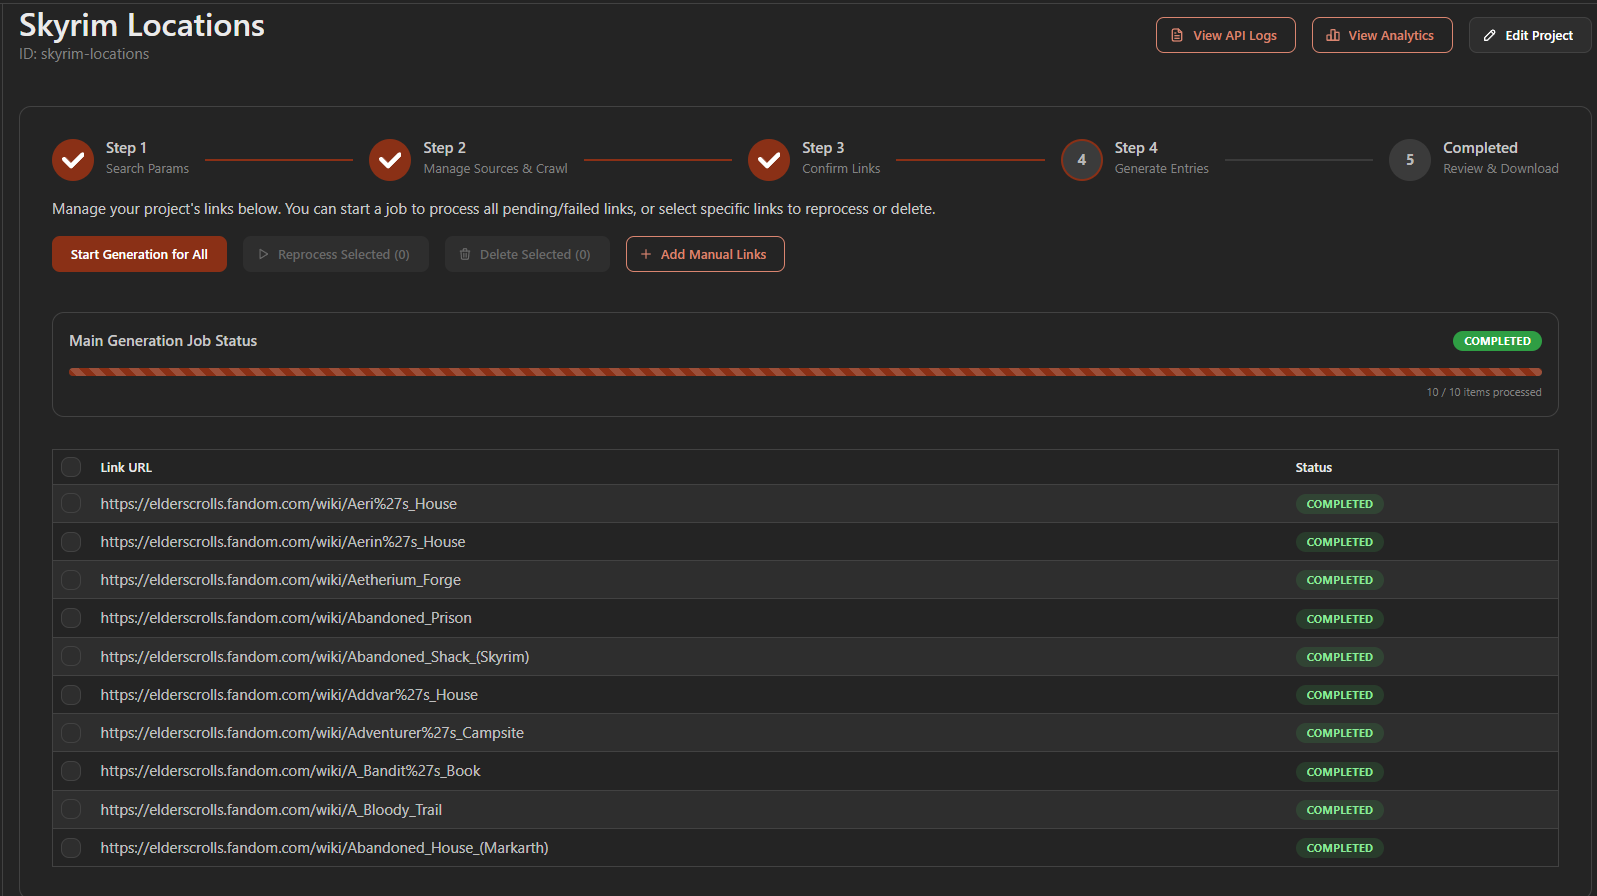 Skyrim Locations
ID: skyrim-locations
View API Logs
View Analytics
Edit Project
Step 1
Search Params
Step 2
Manage Sources & Crawl
Step 3
Confirm Links
4
Step 4
Generate Entries
5
Completed
Review & Download
Manage your project's links below. You can start a job to process all pending/failed links, or select specific links to reprocess or delete.
Start Generation for All
Reprocess Selected (0)
Delete Selected (0)
+ Add Manual Links
Main Generation Job Status
COMPLETED
10 / 10 items processed
Link URL Status
https://elderscrolls.fandom.com/wiki/Aeri%27s_House COMPLETED
https://elderscrolls.fandom.com/wiki/Aerin%27s_House COMPLETED
https://elderscrolls.fandom.com/wiki/Aetherium_Forge COMPLETED
https://elderscrolls.fandom.com/wiki/Abandoned_Prison COMPLETED
https://elderscrolls.fandom.com/wiki/Abandoned_Shack_(Skyrim) COMPLETED
https://elderscrolls.fandom.com/wiki/Addvar%27s_House COMPLETED
https://elderscrolls.fandom.com/wiki/Adventurer%27s_Campsite COMPLETED
https://elderscrolls.fandom.com/wiki/A_Bandit%27s_Book COMPLETED
https://elderscrolls.fandom.com/wiki/A_Bloody_Trail COMPLETED
https://elderscrolls.fandom.com/wiki/Abandoned_House_(Markarth) COMPLETED